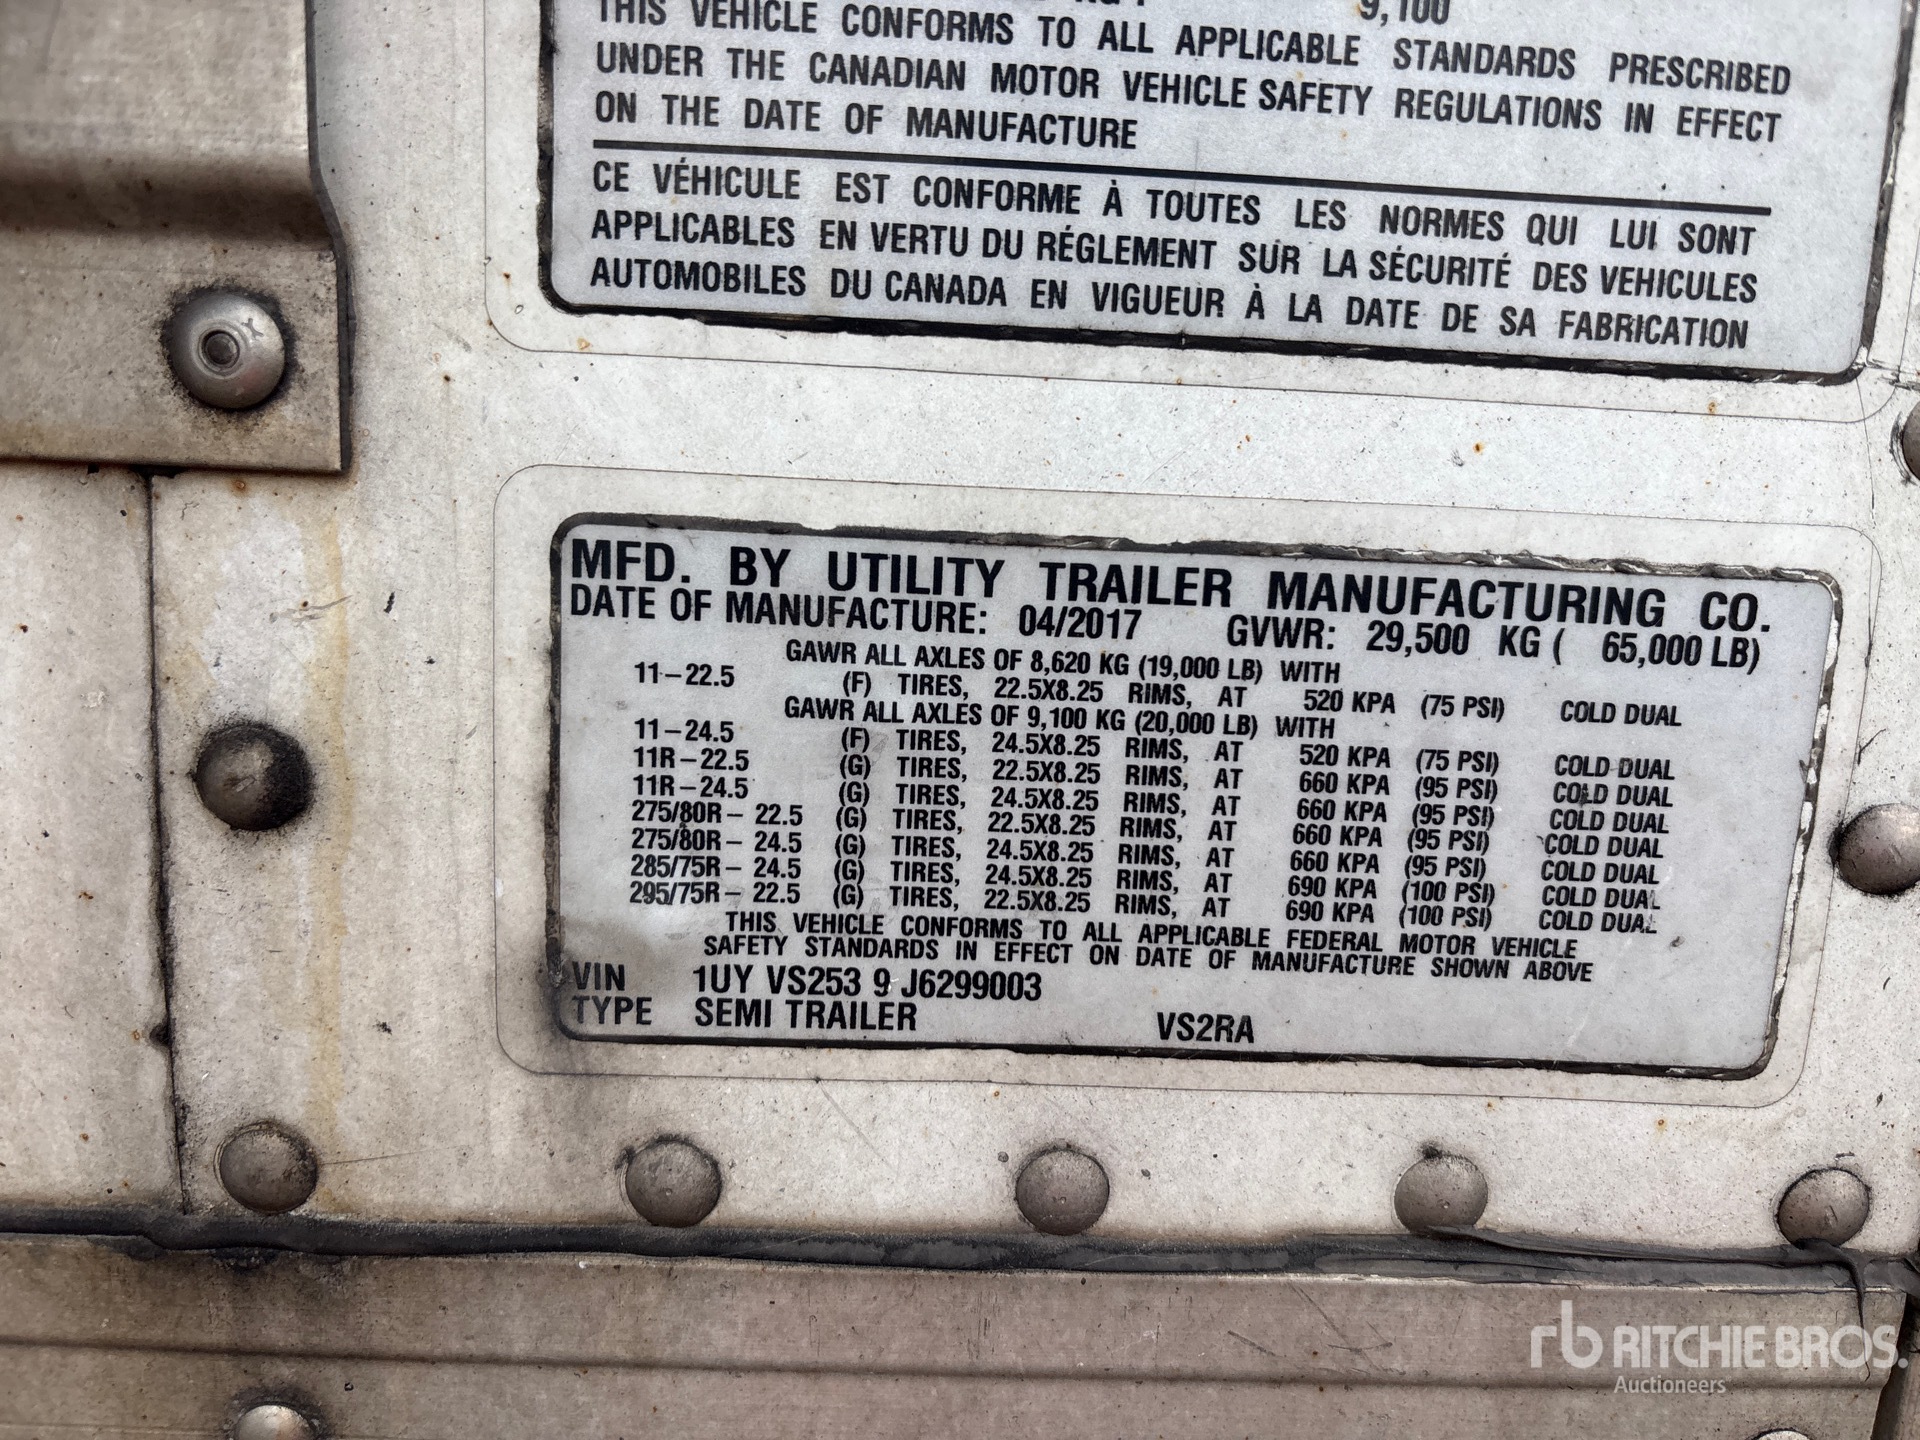 9,100
THIS VEHICLE CONFORMS TO ALL APPLICABLE STANDARDS PRESCRIBED
UNDER THE CANADIAN MOTOR VEHICLE SAFETY REGULATIONS IN EFFECT
ON THE DATE OF MANUFACTURE
CE VÉHICULE EST CONFORME À TOUTES LES NORMES QUI LUI SONT
APPLICABLES EN VERTU DU RÉGLEMENT SUR LA SÉCURITÉ DES VEHICULES
AUTOMOBILES DU CANADA EN VIGUEUR À LA DATE DE SA FABRICATION
MFD. BY UTILITY TRAILER MANUFACTURING CO.
DATE OF MANUFACTURE: 04/2017 GVWR: 29,500 KG ( 65,000 LB)
GAWR ALL AXLES OF 8,620 KG (19,000 LB) WITH
11-22.5 (F) TIRES, 22.5X8.25 RIMS, AT 520 KPA (75 PSI) COLD DUAL
GAWR ALL AXLES OF 9,100 KG (20,000 LB) WITH
11-24.5 (F) TIRES, 24.5X8.25 RIMS, AT 520 KPA (75 PSI) COLD DUAL
11R-22.5 (G) TIRES, 22.5X8.25 RIMS, AT 660 KPA (95 PSI) COLD DUAL
11R-24.5 (G) TIRES, 24.5X8.25 RIMS, AT 660 KPA (95 PSI) COLD DUAL
275/80R- 22.5 (G) TIRES, 22.5X8.25 RIMS, AT 660 KPA (95 PSI) COLD DUAL
275/80R- 24.5 (G) TIRES, 24.5X8.25 RIMS, AT 660 KPA (95 PSI) COLD DUAL
285/75R- 24.5 (G) TIRES, 24.5X8.25 RIMS, AT 690 KPA (100 PSI) COLD DUAL
295/75R- 22.5 (G) TIRES, 22.5X8.25 RIMS, AT 690 KPA (100 PSI) COLD DUAL
THIS VEHICLE CONFORMS TO ALL APPLICABLE FEDERAL MOTOR VEHICLE
SAFETY STANDARDS IN EFFECT ON DATE OF MANUFACTURE SHOWN ABOVE
VIN 1UY VS253 9 J6299003
TYPE SEMI TRAILER VS2RA
rb RITCHIE BROS.
Auctioneers